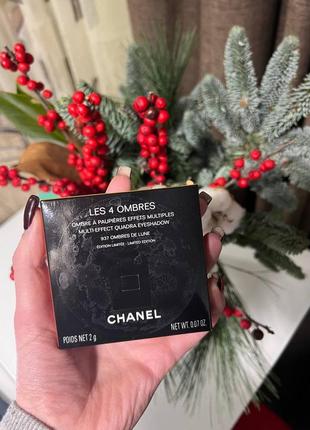 LES 4 OMBRES
OMBRE À PAUPIÈRES EFFETS MULTIPLES
MULTI-EFFECT QUADRA EYESHADOW
937 OMBRES DE LUNE
ÉDITION LIMITÉE - LIMITED EDITION
CHANEL
POIDS NET 2 g
NET WT. 0.07 OZ.